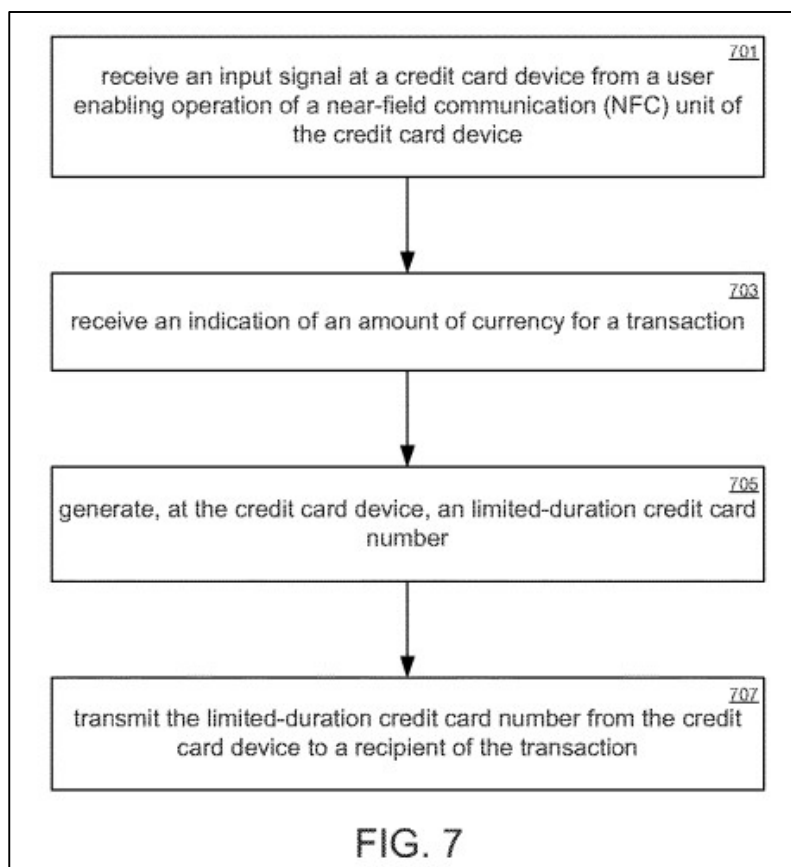 701
receive an input signal at a credit card device from a user
enabling operation of a near-field communication (NFC) unit of
the credit card device
703
receive an indication of an amount of currency for a transaction
705
generate, at the credit card device, an limited-duration credit card
number
707
transmit the limited-duration credit card number from the credit
card device to a recipient of the transaction
FIG. 7